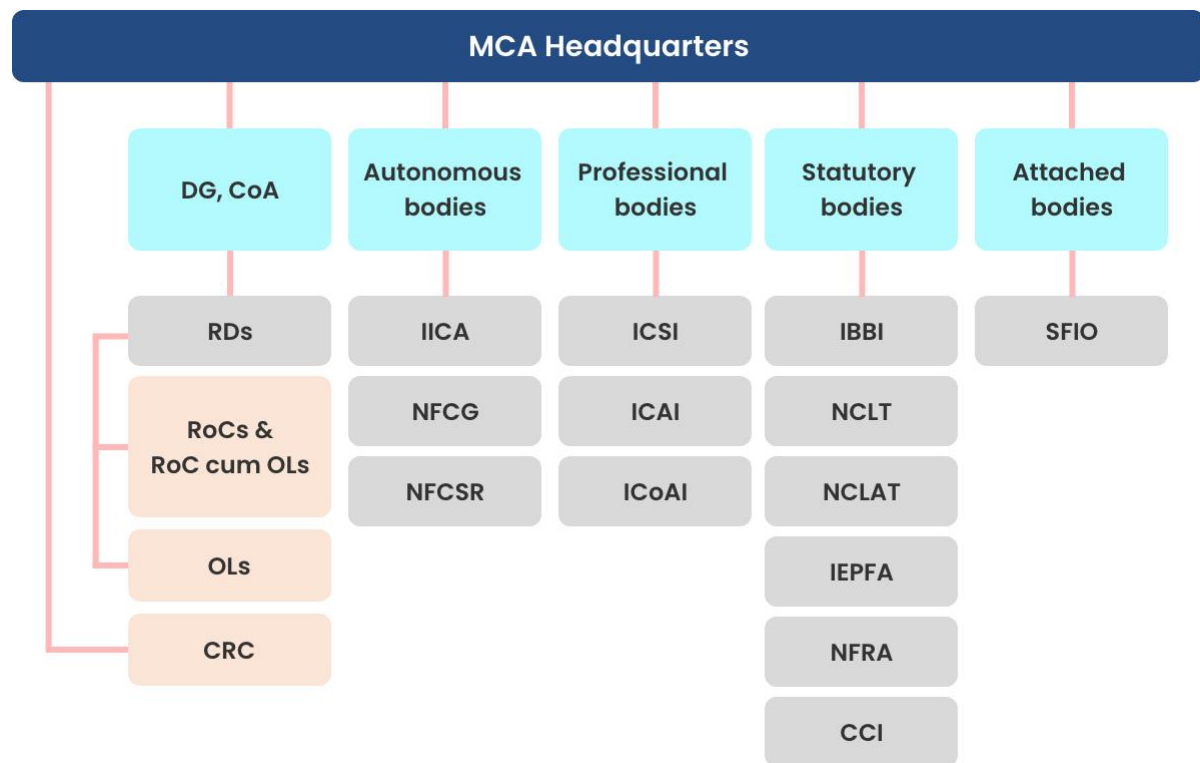 MCA Headquarters
DG, CoA
Autonomous
bodies
Professional
bodies
Statutory
bodies
Attached
bodies
RDs
IICA
ICSI
IBBI
SFIO
RoCs &
RoC cum OLs
NFCG
ICAI
NCLT
NFCSR
ICoAI
NCLAT
OLs
IEPFA
CRC
NFRA
CCI